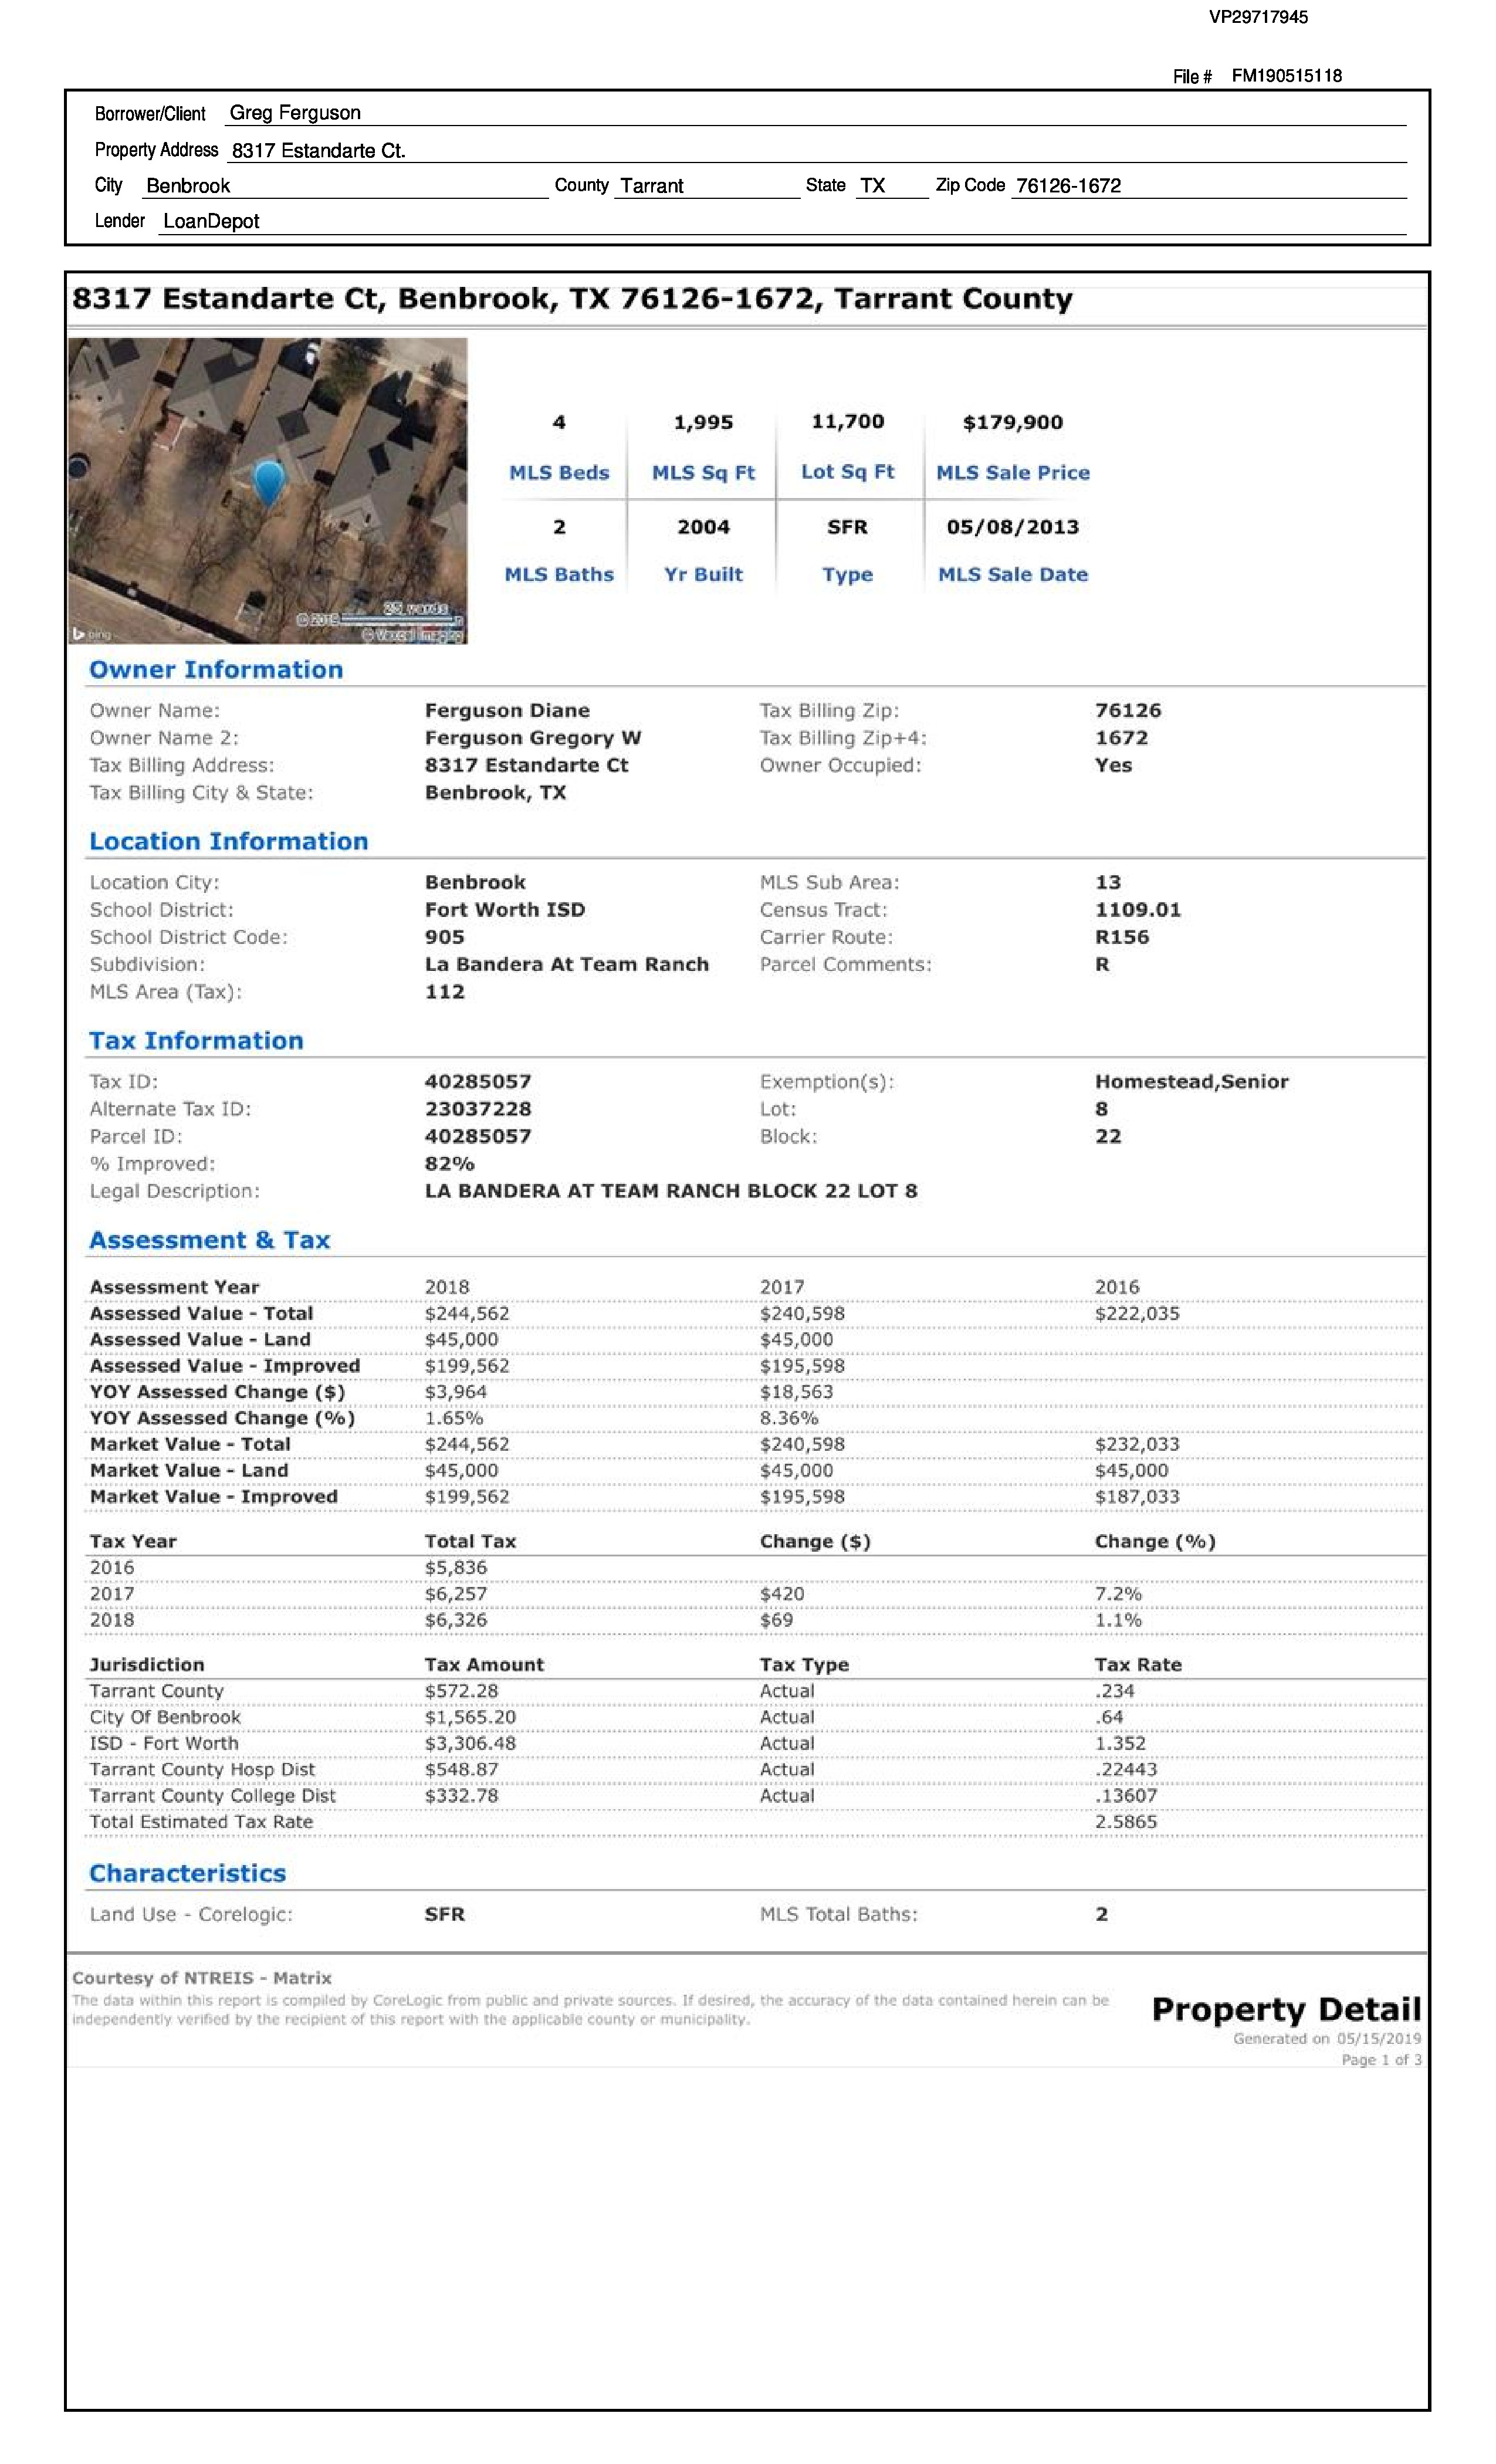 VP29717945
File # FM190515118
Borrower/Client Greg Ferguson
Property Address 8317 Estandarte Ct.
City Benbrook County Tarrant State TX Zip Code 76126-1672
Lender LoanDepot
8317 Estandarte Ct, Benbrook, TX 76126-1672, Tarrant County
4 1,995 11,700 $179,900
MLS Beds MLS Sq Ft Lot Sq Ft MLS Sale Price
2 2004 SFR 05/08/2013
MLS Baths Yr Built Type MLS Sale Date
25 yards
bing
Owner Information
Owner Name: Ferguson Diane Tax Billing Zip: 76126
Owner Name 2: Ferguson Gregory W Tax Billing Zip+4: 1672
Tax Billing Address: 8317 Estandarte Ct Owner Occupied: Yes
Tax Billing City & State: Benbrook, TX
Location Information
Location City: Benbrook MLS Sub Area: 13
School District: Fort Worth ISD Census Tract: 1109.01
School District Code: 905 Carrier Route: R156
Subdivision: La Bandera At Team Ranch Parcel Comments: R
MLS Area (Tax): 112
Tax Information
Tax ID: 40285057 Exemption(s): Homestead,Senior
Alternate Tax ID: 23037228 Lot: 8
Parcel ID: 40285057 Block: 22
% Improved: 82%
Legal Description: LA BANDERA AT TEAM RANCH BLOCK 22 LOT 8
Assessment & Tax
Assessment Year 2018 2017 2016
Assessed Value - Total $244,562 $240,598 $222,035
Assessed Value - Land $45,000 $45,000
Assessed Value - Improved $199,562 $195,598
YOY Assessed Change ($) $3,964 $18,563
YOY Assessed Change (%) 1.65% 8.36%
Market Value - Total $244,562 $240,598 $232,033
Market Value - Land $45,000 $45,000 $45,000
Market Value - Improved $199,562 $195,598 $187,033
Tax Year Total Tax Change ($) Change (%)
2016 $5,836
2017 $6,257 $420 7.2%
2018 $6,326 $69 1.1%
Jurisdiction Tax Amount Tax Type Tax Rate
Tarrant County $572.28 Actual .234
City Of Benbrook $1,565.20 Actual .64
ISD - Fort Worth $3,306.48 Actual 1.352
Tarrant County Hosp Dist $548.87 Actual .22443
Tarrant County College Dist $332.78 Actual .13607
Total Estimated Tax Rate 2.5865
Characteristics
Land Use - Corelogic: SFR MLS Total Baths: 2
Courtesy of NTREIS - Matrix
The data within this report is compiled by CoreLogic from public and private sources. If desired, the accuracy of the data contained herein can be
independently verified by the recipient of this report with the applicable county or municipality.
Property Detail
Generated on 05/15/2019
Page 1 of 3